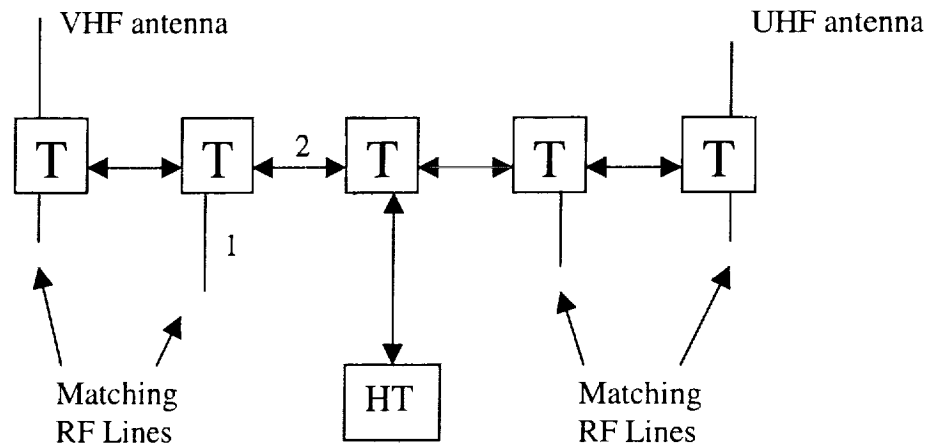 VHF antenna
UHF antenna
T
T
2
T
T
T
1
Matching
RF Lines
HT
Matching
RF Lines